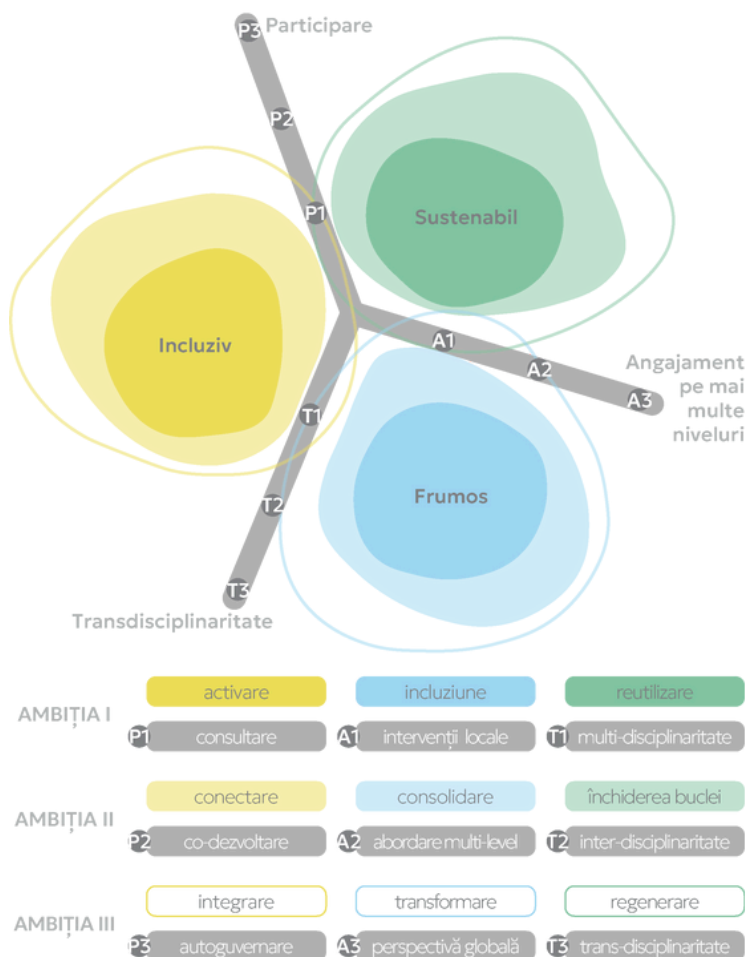 P3
Participare
P2
P1
Sustenabil
Incluziv
A1
A2
A3
Angajament
pe mai
multe
niveluri
T1
T2
T3
Frumos
Transdisciplinaritate
AMBIȚIA I
activare
incluziune
reutilizare
P1 consultare
A1 intervenții locale
T1 multi-disciplinaritate
AMBIȚIA II
conectare
consolidare
închiderea buclei
P2 co-dezvoltare
A2 abordare multi-level
T2 inter-disciplinaritate
AMBIȚIA III
integrare
transformare
regenerare
P3 autoguvernare
A3 perspectivă globală
T3 trans-disciplinaritate